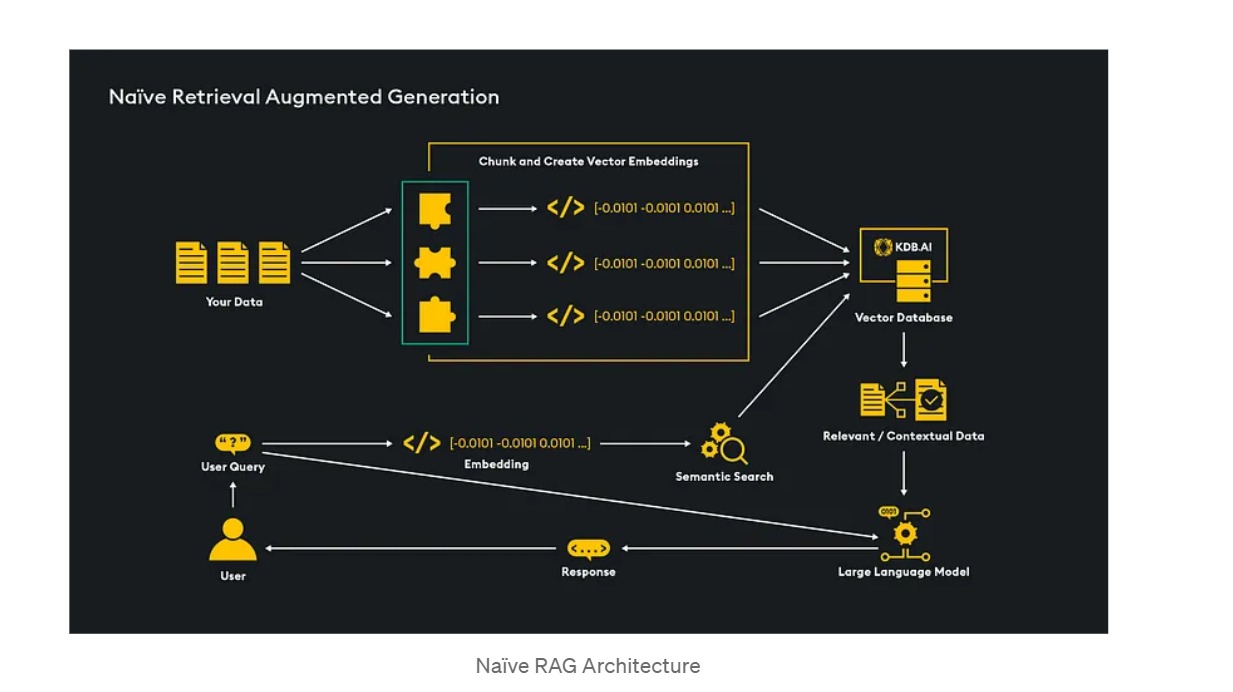 Naïve Retrieval Augmented Generation
Chunk and Create Vector Embeddings
</> [-0.0101 -0.0101 0.0101 ...]
</> [-0.0101 -0.0101 0.0101 ...]
</> [-0.0101 -0.0101 0.0101 ...]
Your Data
KDB.AI
Vector Database
Relevant / Contextual Data
“?”
User Query
</> [-0.0101 -0.0101 0.0101 ...]
Embedding
Semantic Search
0101
Large Language Model
<...>
Response
User
Naïve RAG Architecture